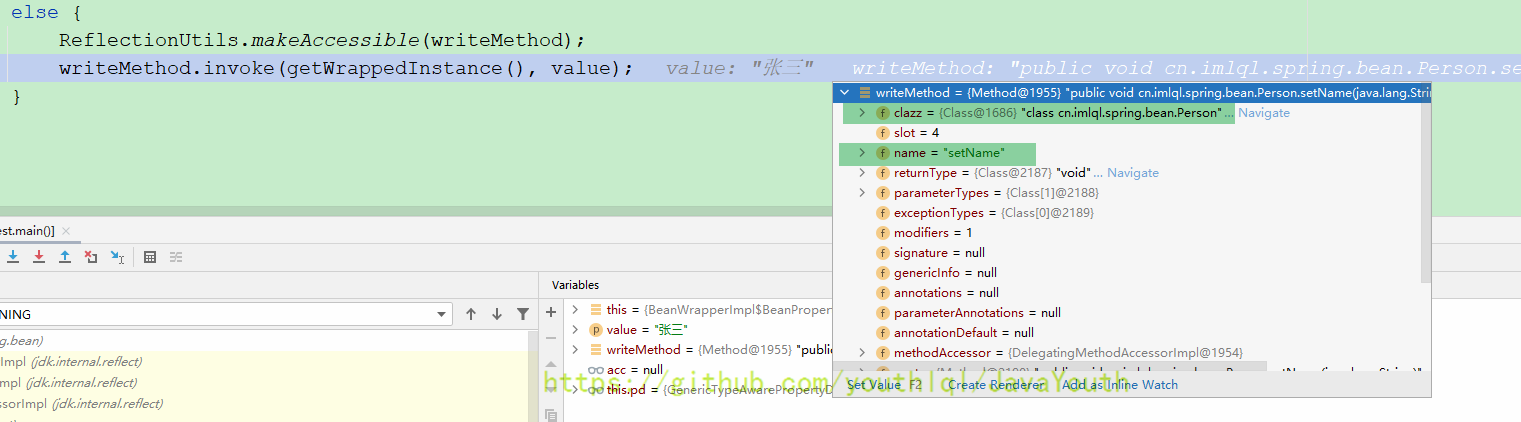 else {
ReflectionUtils.makeAccessible(writeMethod);
writeMethod.invoke(getWrappedInstance(), value); value: "张三" writeMethod: "public void cn.imlql.spring.bean.Person.se
}
writeMethod = {Method@1955} "public void cn.imlql.spring.bean.Person.setName(java.lang.Strin
clazz = {Class@1686} "class cn.imlql.spring.bean.Person"... Navigate
slot = 4
name = "setName"
returnType = {Class@2187} "void"... Navigate
parameterTypes = {Class[1]@2188}
exceptionTypes = {Class[0]@2189}
modifiers = 1
signature = null
genericInfo = null
annotations = null
parameterAnnotations = null
annotationDefault = null
methodAccessor = {DelegatingMethodAccessorImpl@1954}
Set Value F2 Create Renderer Add as Inline Watch
est.main()]
Variables
NING
g.bean)
Impl (jdk.internal.reflect)
mpl (jdk.internal.reflect)
ssorImpl (jdk.internal.reflect)
this = {BeanWrapperImpl$BeanProper
value = "张三"
writeMethod = {Method@1955} "publi
acc = null
this.pd = {GenericTypeAwarePropertyD
https://github.com/youthlql/JavaYouth